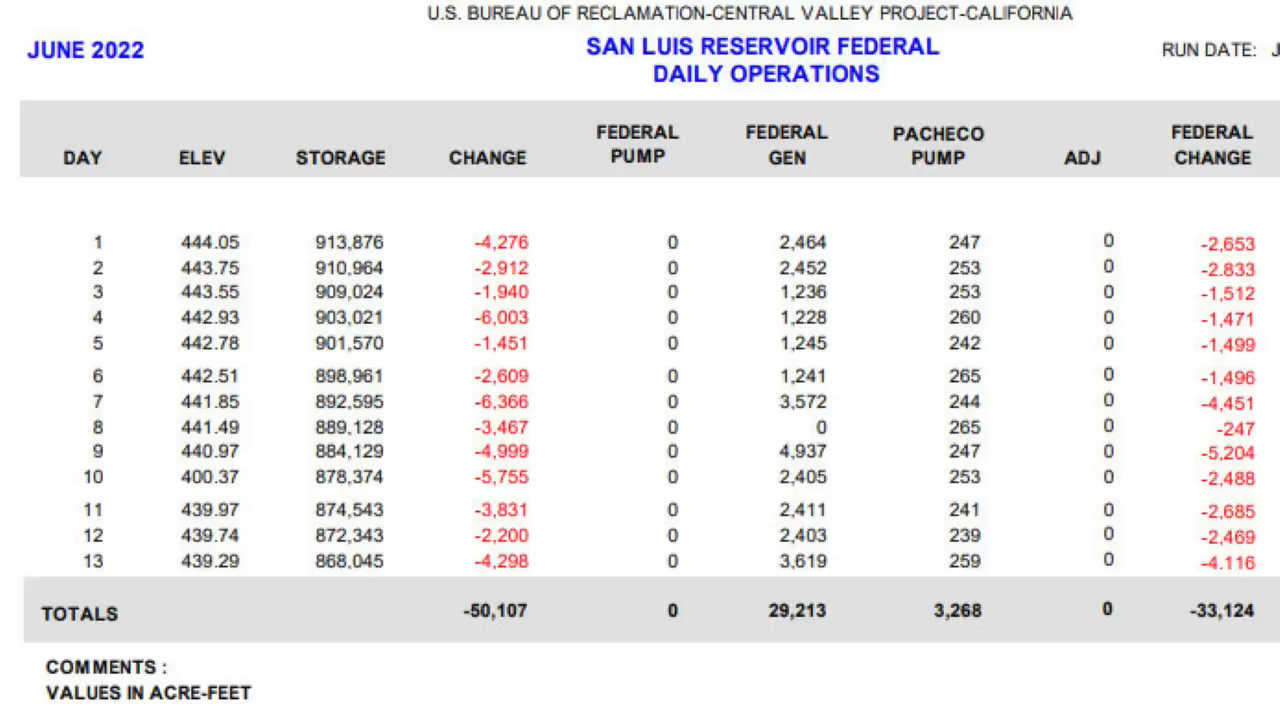 U.S. BUREAU OF RECLAMATION-CENTRAL VALLEY PROJECT-CALIFORNIA
JUNE 2022 SAN LUIS RESERVOIR FEDERAL RUN DATE: J
DAILY OPERATIONS
DAY ELEV STORAGE CHANGE FEDERAL PUMP FEDERAL GEN PACHECO PUMP ADJ FEDERAL CHANGE
1 444.05 913,876 -4,276 0 2,464 247 0 -2,653
2 443.75 910,964 -2,912 0 2,452 253 0 -2.833
3 443.55 909,024 -1,940 0 1,236 253 0 -1,512
4 442.93 903,021 -6,003 0 1,228 260 0 -1,471
5 442.78 901,570 -1,451 0 1,245 242 0 -1,499
6 442.51 898,961 -2,609 0 1,241 265 0 -1,496
7 441.85 892,595 -6,366 0 3,572 244 0 -4,451
8 441.49 889,128 -3,467 0 0 265 0 -247
9 440.97 884,129 -4,999 0 4,937 247 0 -5,204
10 400.37 878,374 -5,755 0 2,405 253 0 -2,488
11 439.97 874,543 -3,831 0 2,411 241 0 -2,685
12 439.74 872,343 -2,200 0 2,403 239 0 -2,469
13 439.29 868,045 -4,298 0 3,619 259 0 -4.116
TOTALS -50,107 0 29,213 3,268 0 -33,124
COMMENTS :
VALUES IN ACRE-FEET